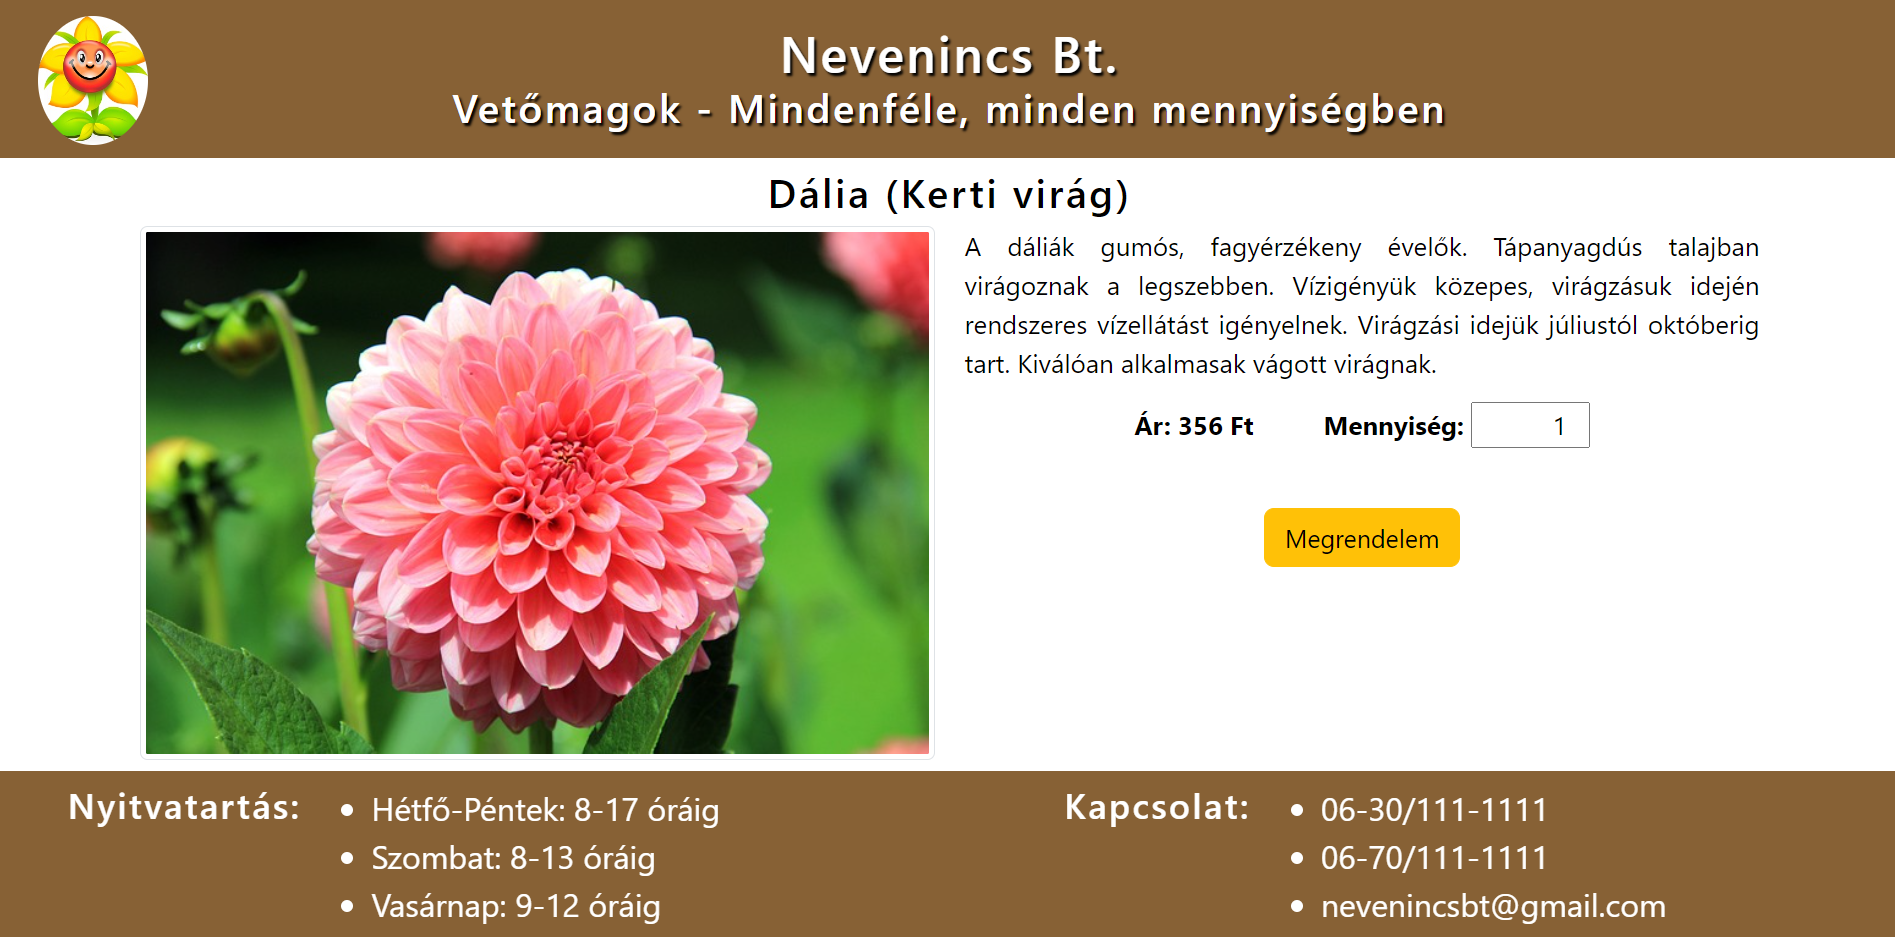 Nevenincs Bt.
Vetőmagok - Mindenféle, minden mennyiségben
Dália (Kerti virág)
A dáliák gumós, fagyérzékeny évelők. Tápanyagdús talajban
virágoznak a legszebben. Vízigényük közepes, virágzásuk idején
rendszeres vízellátást igényelnek. Virágzási idejük júliustól októberig
tart. Kiválóan alkalmasak vágott virágnak.
Ár: 356 Ft Mennyiség: 1
Megrendelem
Nyitvatartás:
Hétfő-Péntek: 8-17 óráig
Szombat: 8-13 óráig
Vasárnap: 9-12 óráig
Kapcsolat:
06-30/111-1111
06-70/111-1111
nevenincsbt@gmail.com